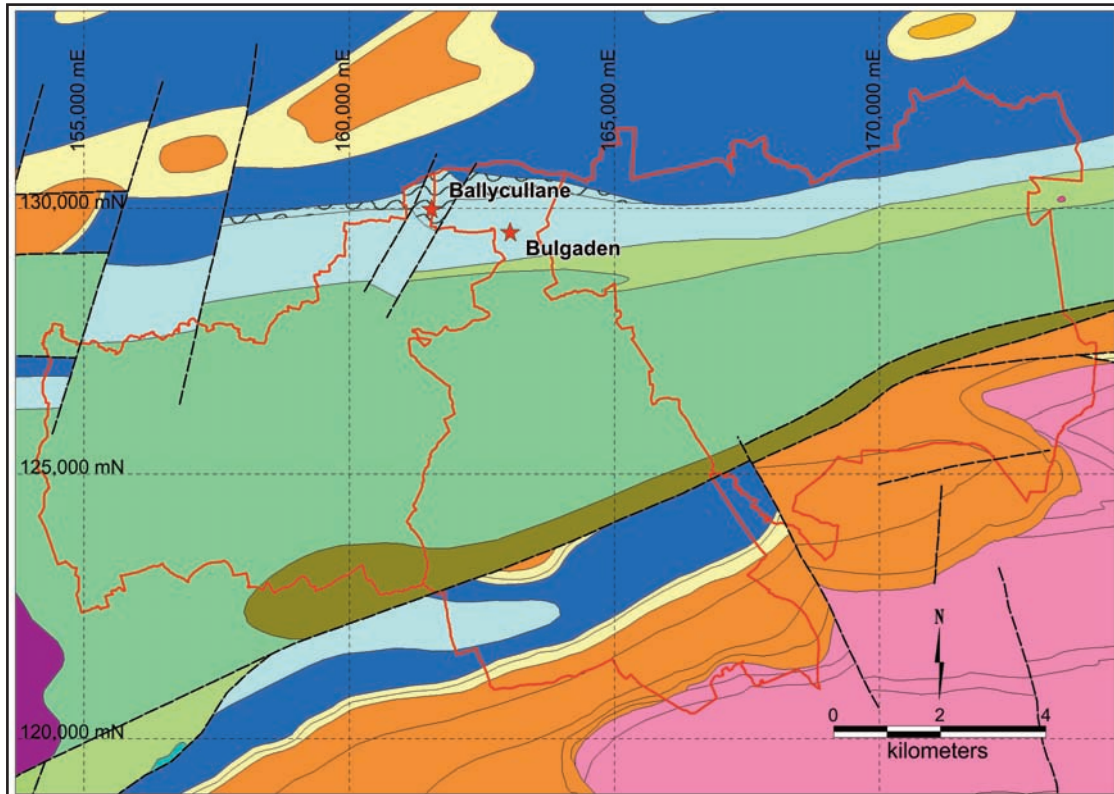 155,000 mE
160,000 mE
165,000 mE
170,000 mE
130,000 mN
Ballycullane
Bulgaden
125,000 mN
N
120,000 mN
0 2 4
kilometers